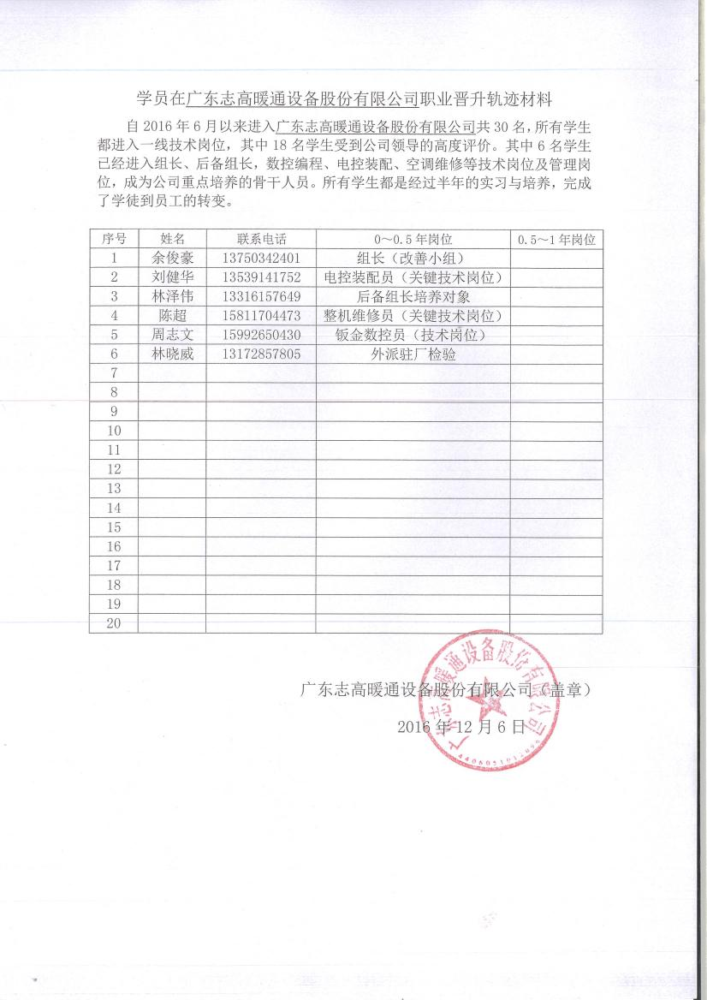 学员在广东志高暖通设备股份有限公司职业晋升轨迹材料
自 2016 年 6 月以来进入广东志高暖通设备股份有限公司共 30 名，所有学生
都进入一线技术岗位，其中 18 名学生受到公司领导的高度评价。其中 6 名学生
已经进入组长、后备组长，数控编程、电控装配、空调维修等技术岗位及管理岗
位，成为公司重点培养的骨干人员。所有学生都是经过半年的实习与培养，完成
了学徒到员工的转变。
序号 姓名 联系电话 0～0.5 年岗位 0.5～1 年岗位
1 余俊豪 13750342401 组长（改善小组）
2 刘健华 13539141752 电控装配员（关键技术岗位）
3 林泽伟 13316157649 后备组长培养对象
4 陈超 15811704473 整机维修员（关键技术岗位）
5 周志文 15992650430 钣金数控员（技术岗位）
6 林晓威 13172857805 外派驻厂检验
7
8
9
10
11
12
13
14
15
16
17
18
19
20
广东志高暖通设备股份有限公司（盖章）
2016 年 12 月 6 日
广东志高暖通设备股份有限公司